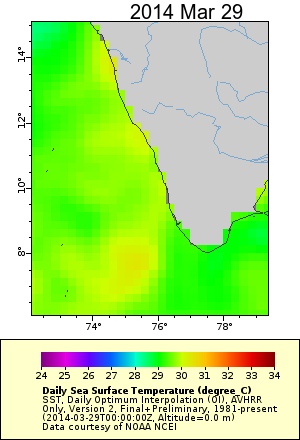 2014 Mar 29
14°
12°
10°
8°
74° 76° 78°
24 25 26 27 28 29 30 31 32 33 34
Daily Sea Surface Temperature (degree_C)
SST, Daily Optimum Interpolation (OI), AVHRR
Only, Version 2, Final+Preliminary, 1981-present
(2014-03-29T00:00:00Z, Altitude=0.0 m)
Data courtesy of NOAA NCEI